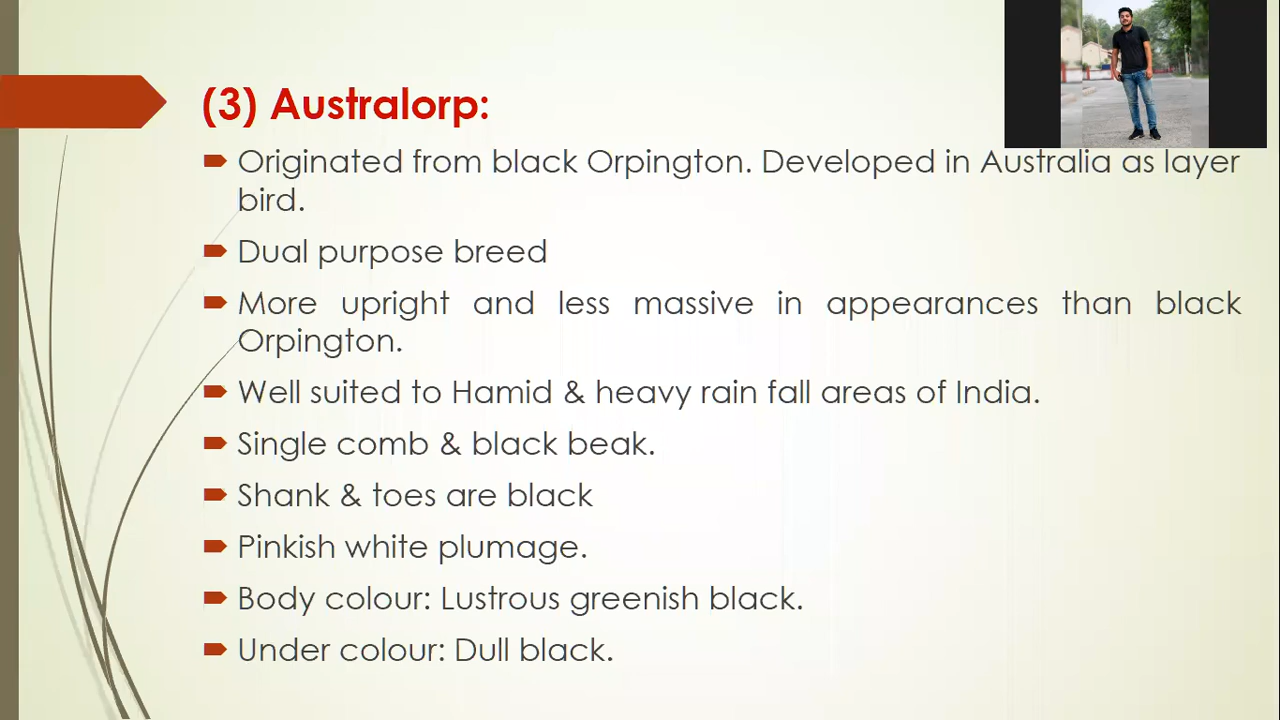 (3) Australorp:
Originated from black Orpington. Developed in Australia as layer
bird.
Dual purpose breed
More upright and less massive in appearances than black
Orpington.
Well suited to Hamid & heavy rain fall areas of India.
Single comb & black beak.
Shank & toes are black
Pinkish white plumage.
Body colour: Lustrous greenish black.
Under colour: Dull black.